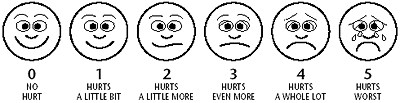 0
NO
HURT
1
HURTS
A LITTLE BIT
2
HURTS
A LITTLE MORE
3
HURTS
EVEN MORE
4
HURTS
A WHOLE LOT
5
HURTS
WORST